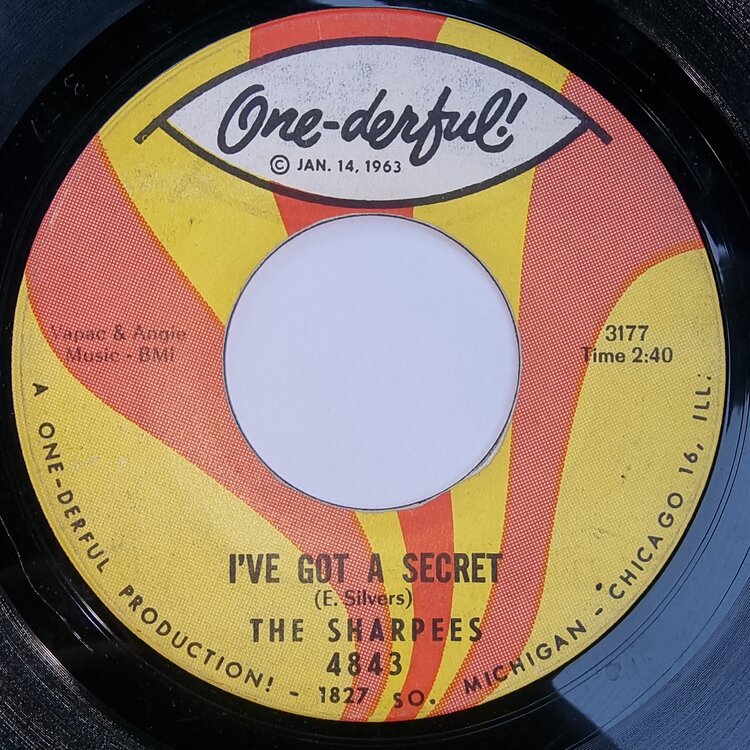 One-derful!
© JAN. 14, 1963
Vapac & Angie
Music - BMI
3177
Time 2:40
I'VE GOT A SECRET
(E. Silvers)
THE SHARPEES
4843
A ONE-DERFUL PRODUCTION! - 1827 SO. MICHIGAN - CHICAGO 16, ILL.